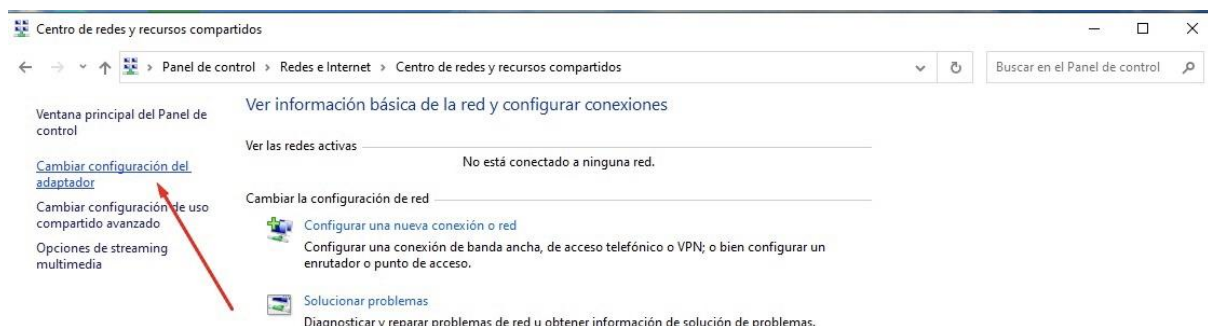 Centro de redes y recursos compartidos
Panel de control > Redes e Internet > Centro de redes y recursos compartidos
Buscar en el Panel de control
Ventana principal del Panel de
control
Cambiar configuración del
adaptador
Cambiar configuración de uso
compartido avanzado
Opciones de streaming
multimedia
Ver información básica de la red y configurar conexiones
Ver las redes activas
No está conectado a ninguna red.
Cambiar la configuración de red
Configurar una nueva conexión o red
Configurar una conexión de banda ancha, de acceso telefónico o VPN; o bien configurar un
enrutador o punto de acceso.
Solucionar problemas
Diagnosticar y reparar problemas de red u obtener información de solución de problemas.